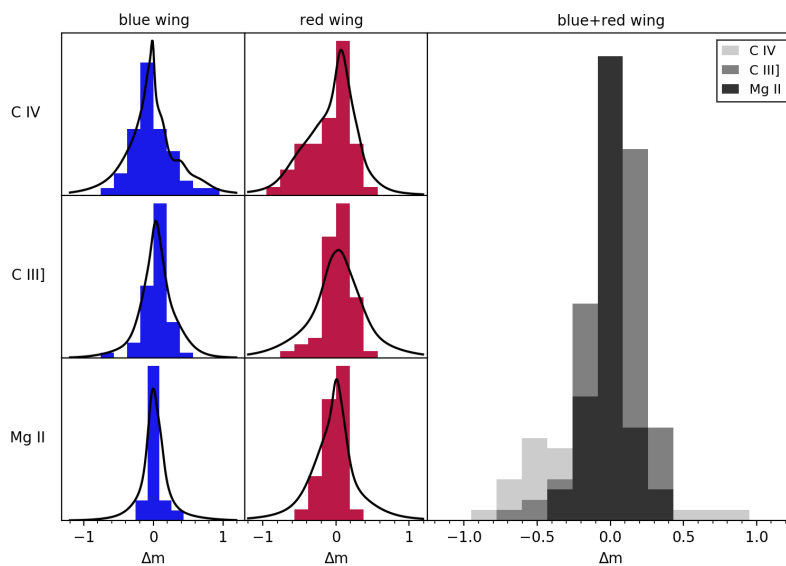 blue wing
red wing
blue+red wing
C IV
C III]
Mg II
C IV
C III]
Mg II
−1 0 1
−1 0 1
−1.0 −0.5 0.0 0.5 1.0
Δm
Δm
Δm